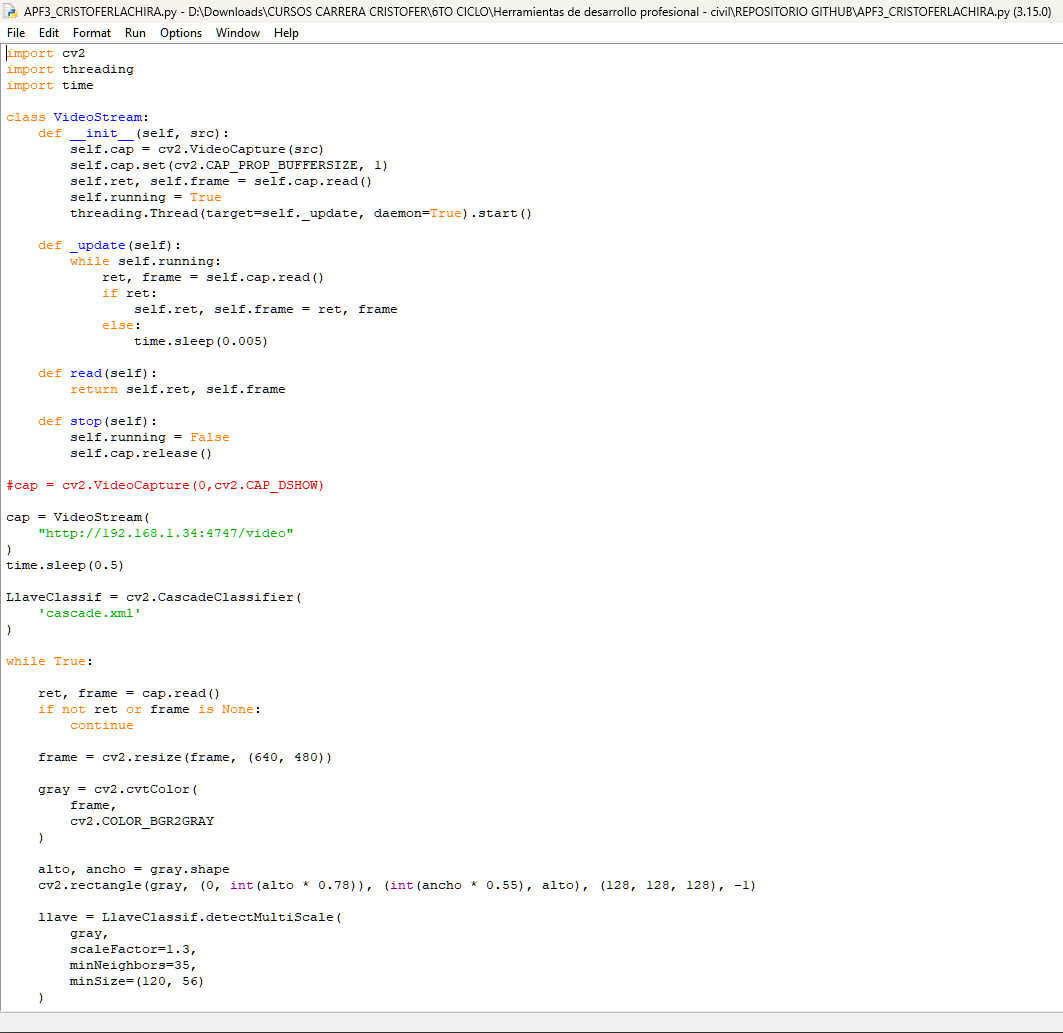 APF3_CRISTOFERLACHIRA.py - D:\Downloads\CURSOS CARRERA CRISTOFER\6TO CICLO\Herramientas de desarrollo profesional - civil\REPOSITORIO GITHUB\APF3_CRISTOFERLACHIRA.py (3.15.0)
File Edit Format Run Options Window Help
import cv2
import threading
import time

class VideoStream:
    def __init__(self, src):
        self.cap = cv2.VideoCapture(src)
        self.cap.set(cv2.CAP_PROP_BUFFERSIZE, 1)
        self.ret, self.frame = self.cap.read()
        self.running = True
        threading.Thread(target=self._update, daemon=True).start()

    def _update(self):
        while self.running:
            ret, frame = self.cap.read()
            if ret:
                self.ret, self.frame = ret, frame
            else:
                time.sleep(0.005)

    def read(self):
        return self.ret, self.frame

    def stop(self):
        self.running = False
        self.cap.release()

#cap = cv2.VideoCapture(0,cv2.CAP_DSHOW)

cap = VideoStream(
    "http://192.168.1.34:4747/video"
)
time.sleep(0.5)

LlaveClassif = cv2.CascadeClassifier(
    'cascade.xml'
)

while True:

    ret, frame = cap.read()
    if not ret or frame is None:
        continue

    frame = cv2.resize(frame, (640, 480))

    gray = cv2.cvtColor(
        frame,
        cv2.COLOR_BGR2GRAY
    )

    alto, ancho = gray.shape
    cv2.rectangle(gray, (0, int(alto * 0.78)), (int(ancho * 0.55), alto), (128, 128, 128), -1)

    llave = LlaveClassif.detectMultiScale(
        gray,
        scaleFactor=1.3,
        minNeighbors=35,
        minSize=(120, 56)
    )